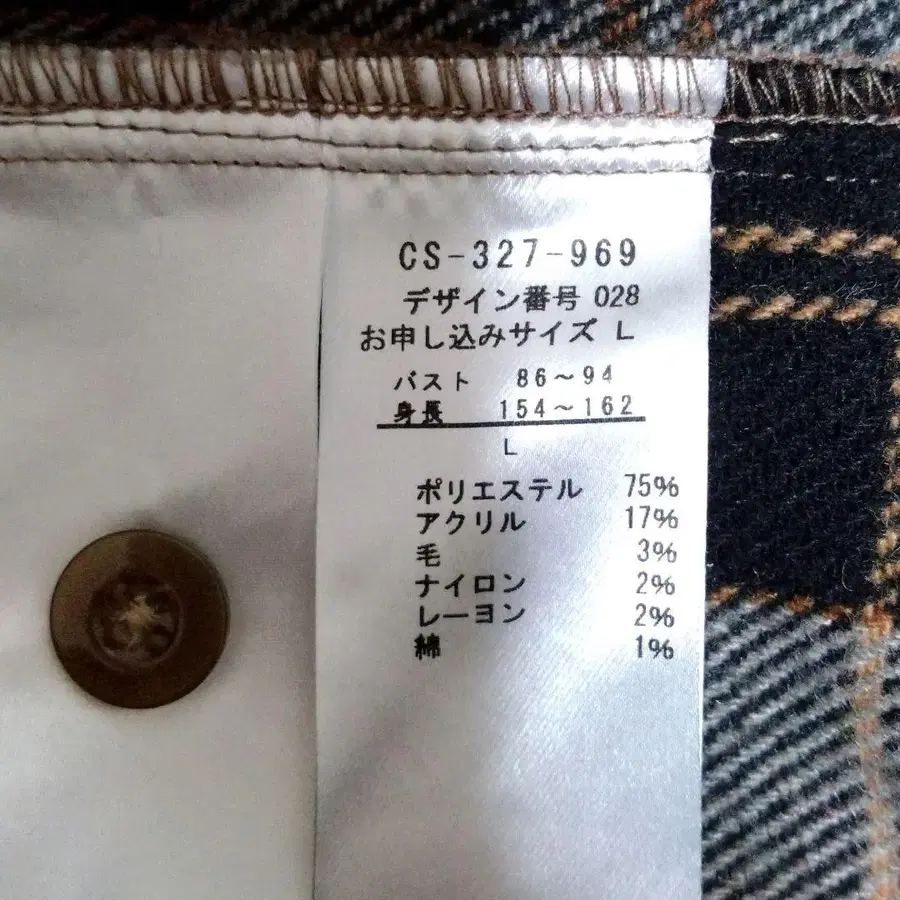 CS-327-969
デザイン番号 028
お申し込みサイズ L
バスト 86～94
身長 154～162
L
ポリエステル 75%
アクリル 17%
毛 3%
ナイロン 2%
レーヨン 2%
綿 1%